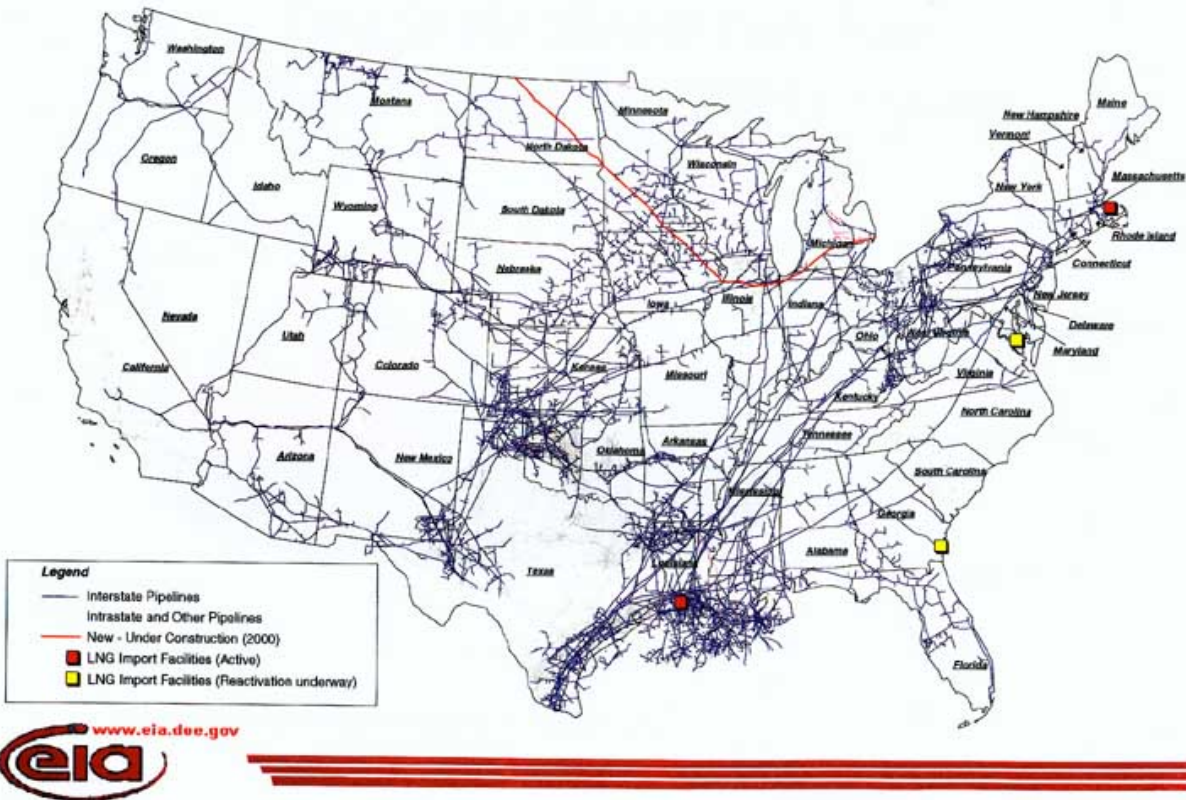 Washington
Montana
Minnesota
Maine
New Hampshire
Vermont
North Dakota
Oregon
Idaho
Wisconsin
Massachusetts
New York
Wyoming
South Dakota
Rhode Island
Michigan
Connecticut
Nebraska
Pennsylvania
Iowa
Illinois
Indiana
New Jersey
Nevada
Utah
Ohio
West Virginia
Delaware
Maryland
California
Colorado
Kansas
Missouri
Virginia
Kentucky
North Carolina
Tennessee
Arizona
New Mexico
Oklahoma
Arkansas
South Carolina
Mississippi
Georgia
Alabama
Texas
Louisiana
Florida
Legend
Interstate Pipelines
Intrastate and Other Pipelines
New - Under Construction (2000)
LNG Import Facilities (Active)
LNG Import Facilities (Reactivation underway)
www.eia.doe.gov
eia